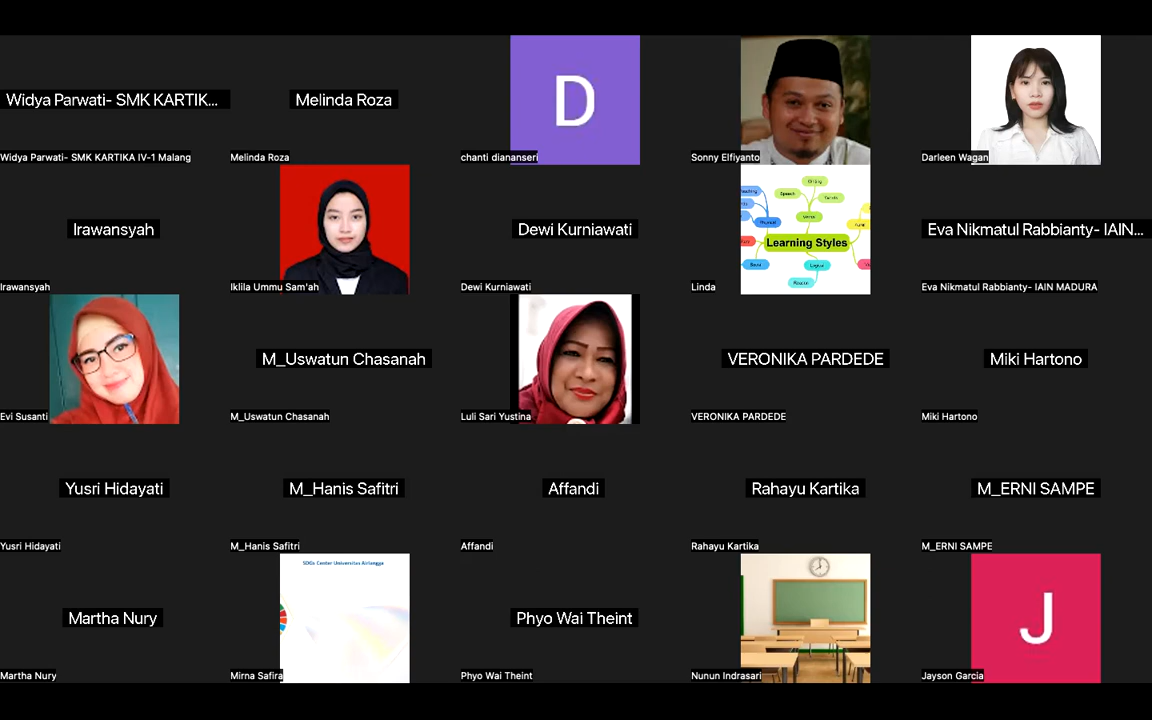 Widya Parwati- SMK KARTIK...
Melinda Roza
D
Widya Parwati- SMK KARTIKA IV-1 Malang
Melinda Roza
chanti diananseri
Sonny Elfiyanto
Darleen Wagan
Irawansyah
Dewi Kurniawati
Learning Styles
Eva Nikmatul Rabbianty- IAIN...
Irawansyah
Iklila Ummu Sam'ah
Dewi Kurniawati
Linda
Eva Nikmatul Rabbianty- IAIN MADURA
M_Uswatun Chasanah
VERONIKA PARDEDE
Miki Hartono
Evi Susanti
M_Uswatun Chasanah
Luli Sari Yustina
VERONIKA PARDEDE
Miki Hartono
Yusri Hidayati
M_Hanis Safitri
Affandi
Rahayu Kartika
M_ERNI SAMPE
Yusri Hidayati
M_Hanis Safitri
Affandi
Rahayu Kartika
M_ERNI SAMPE
SDGs Center Universitas Airlangga
Martha Nury
Phyo Wai Theint
J
Martha Nury
Mirna Safira
Phyo Wai Theint
Nunun Indrasari
Jayson Garcia